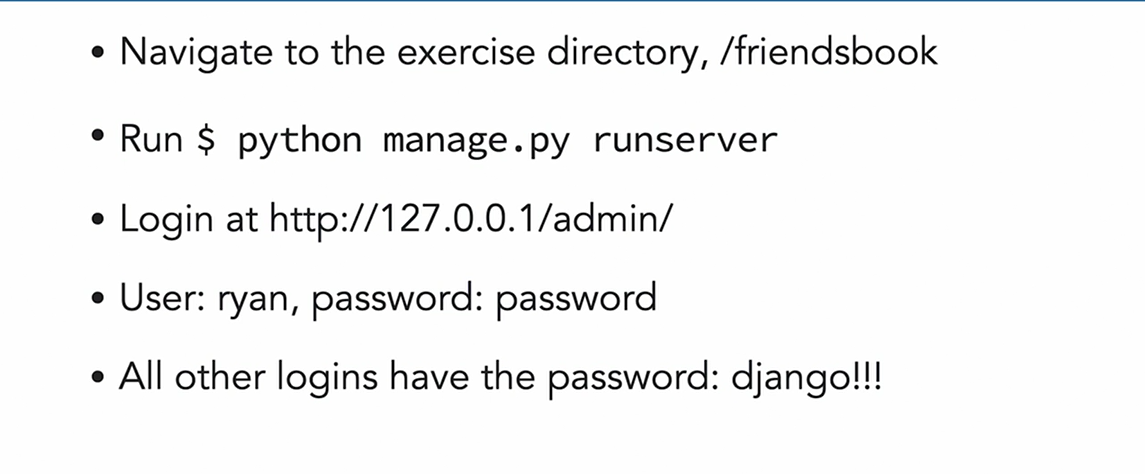 • Navigate to the exercise directory, /friendsbook
• Run $ python manage.py runserver
• Login at http://127.0.0.1/admin/
• User: ryan, password: password
• All other logins have the password: django!!!